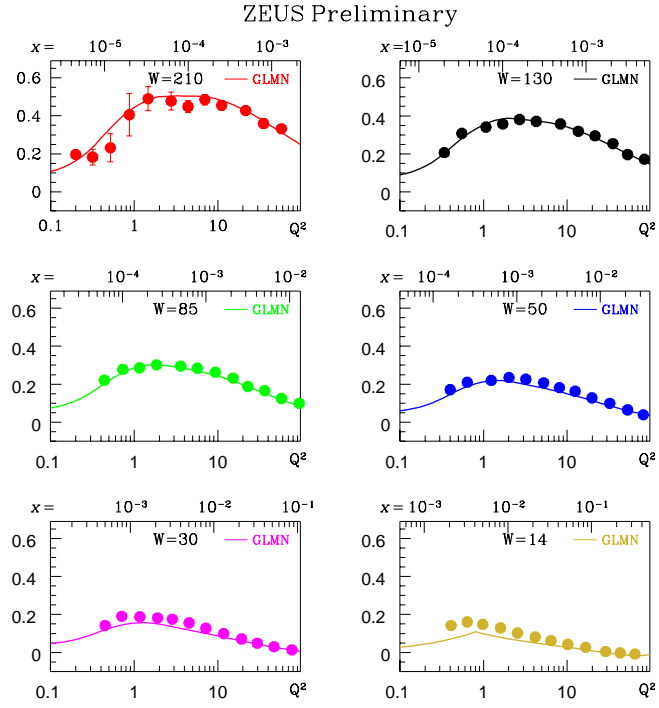 ZEUS Preliminary
x= 10⁻⁵ 10⁻⁴ 10⁻³
W=210 GLMN
0.6
0.4
0.2
0
0.1 1 10 Q²
x= 10⁻⁵ 10⁻⁴ 10⁻³
W=130 GLMN
0.6
0.4
0.2
0
0.1 1 10 Q²
x= 10⁻⁴ 10⁻³ 10⁻²
W=85 GLMN
0.6
0.4
0.2
0
0.1 1 10 Q²
x= 10⁻⁴ 10⁻³ 10⁻²
W=50 GLMN
0.6
0.4
0.2
0
0.1 1 10 Q²
x= 10⁻³ 10⁻² 10⁻¹
W=30 GLMN
0.6
0.4
0.2
0
0.1 1 10 Q²
x= 10⁻³ 10⁻² 10⁻¹
W=14 GLMN
0.6
0.4
0.2
0
0.1 1 10 Q²